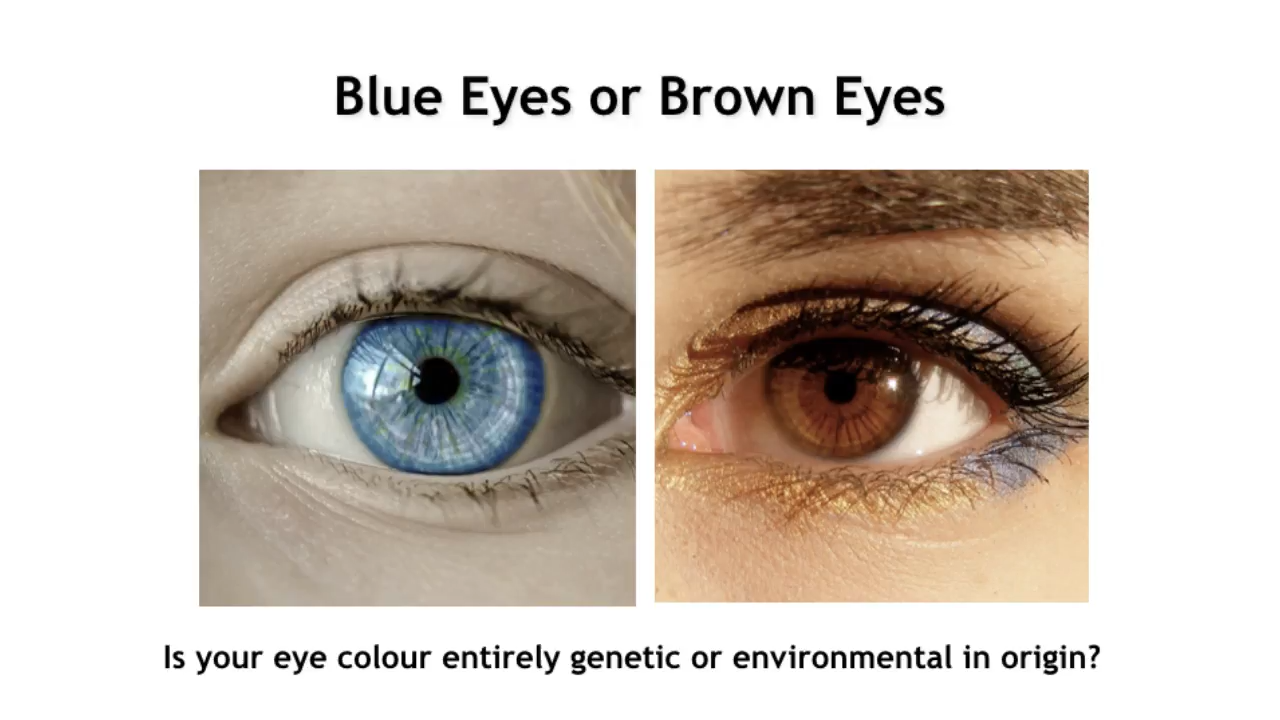 Blue Eyes or Brown Eyes
Is your eye colour entirely genetic or environmental in origin?